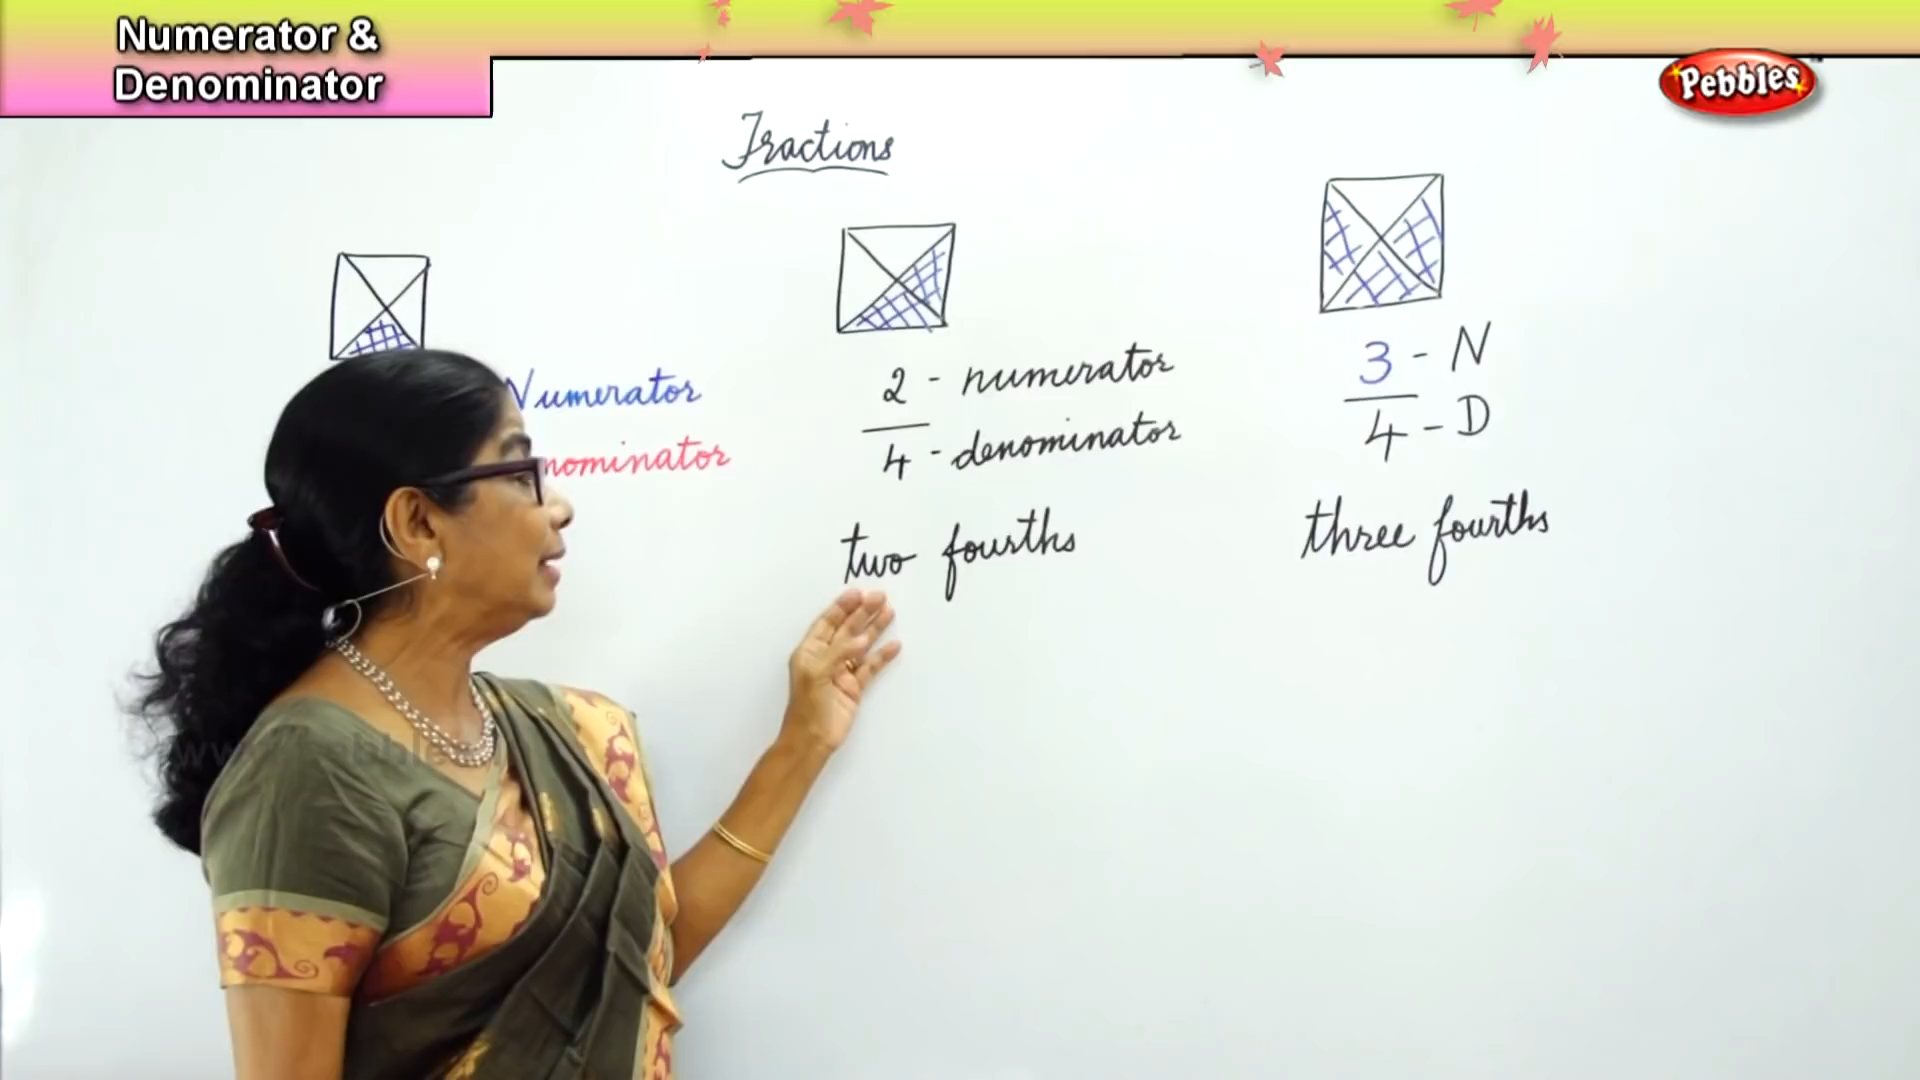 Numerator &
Denominator
Pebbles
Fractions
Numerator
nominator
2 - numerator
4 - denominator
two fourths
3 - N
4 - D
three fourths